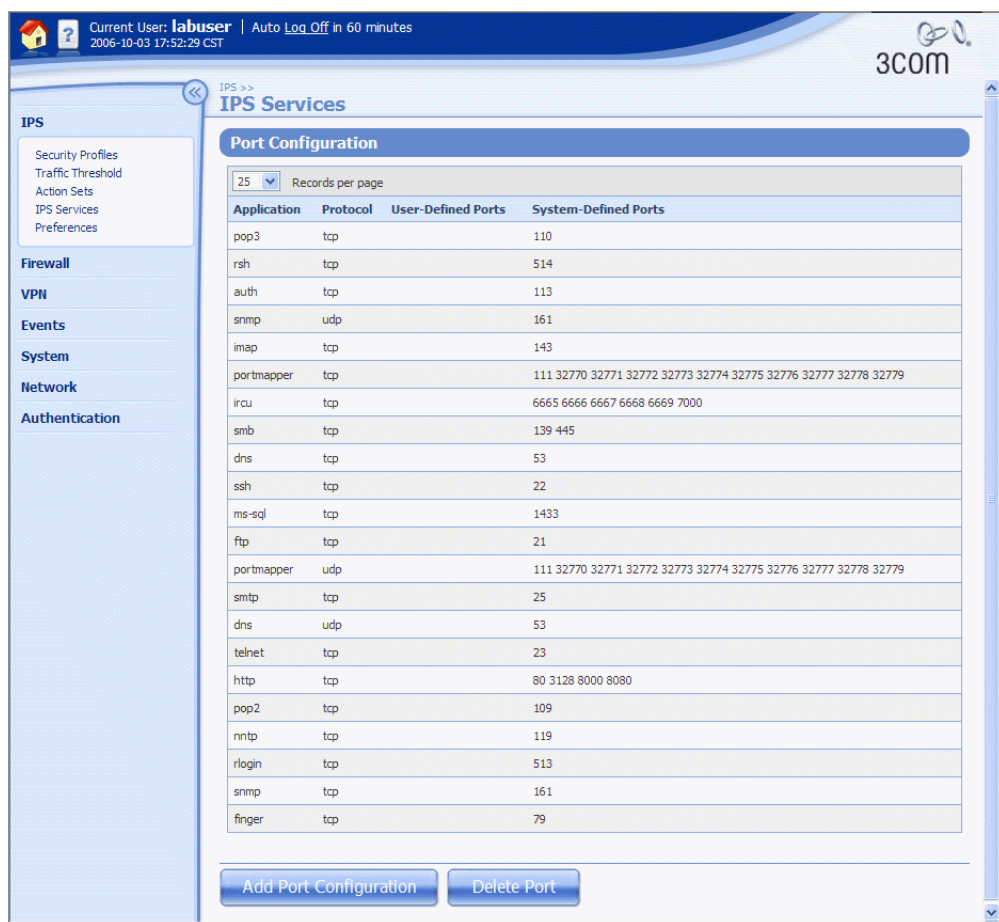 Current User: labuser | Auto Log Off in 60 minutes
2006-10-03 17:52:29 CST
3COM
IPS
Security Profiles
Traffic Threshold
Action Sets
IPS Services
Preferences
Firewall
VPN
Events
System
Network
Authentication
IPS >>
IPS Services
Port Configuration
25 Records per page
Application Protocol User-Defined Ports System-Defined Ports
pop3 tcp 110
rsh tcp 514
auth tcp 113
snmp udp 161
imap tcp 143
portmapper tcp 111 32770 32771 32772 32773 32774 32775 32776 32777 32778 32779
ircu tcp 6665 6666 6667 6668 6669 7000
smb tcp 139 445
dns tcp 53
ssh tcp 22
ms-sql tcp 1433
ftp tcp 21
portmapper udp 111 32770 32771 32772 32773 32774 32775 32776 32777 32778 32779
smtp tcp 25
dns udp 53
telnet tcp 23
http tcp 80 3128 8000 8080
pop2 tcp 109
nntp tcp 119
rlogin tcp 513
snmp tcp 161
finger tcp 79
Add Port Configuration Delete Port